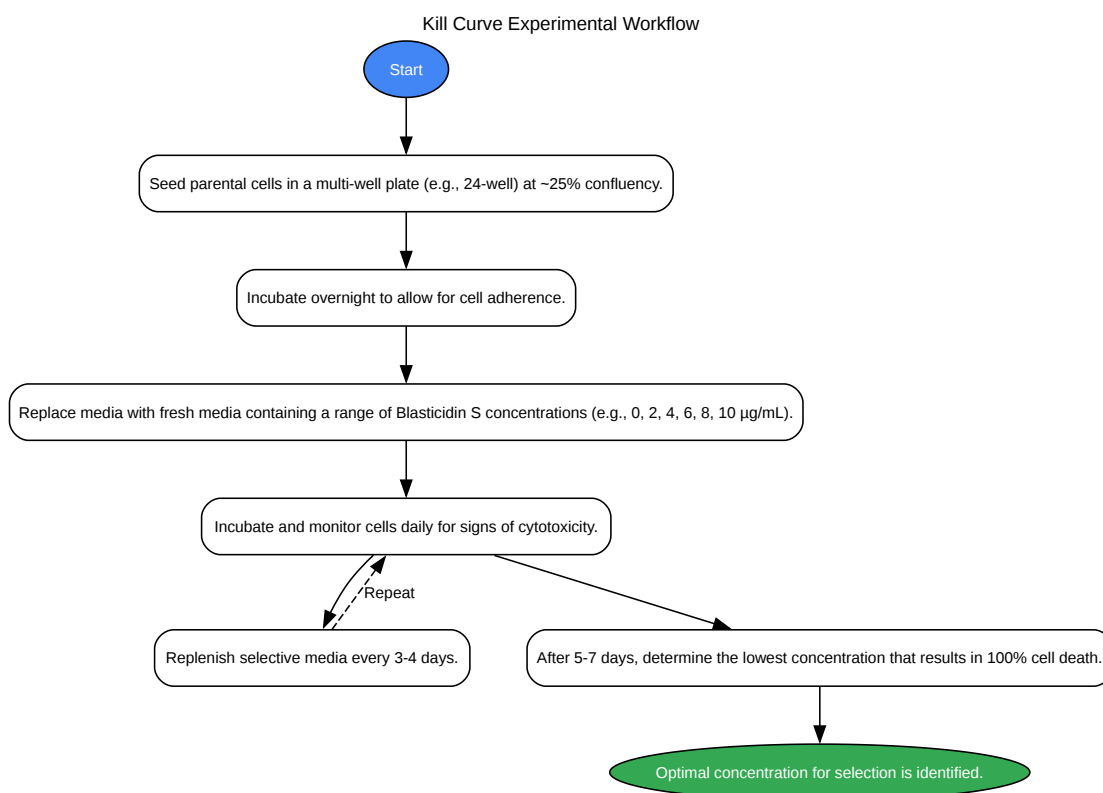 Kill Curve Experimental Workflow
Start
Seed parental cells in a multi-well plate (e.g., 24-well) at ~25% confluency.
Incubate overnight to allow for cell adherence.
Replace media with fresh media containing a range of Blasticidin S concentrations (e.g., 0, 2, 4, 6, 8, 10 µg/mL).
Incubate and monitor cells daily for signs of cytotoxicity.
Repeat
Replenish selective media every 3-4 days.
After 5-7 days, determine the lowest concentration that results in 100% cell death.
Optimal concentration for selection is identified.